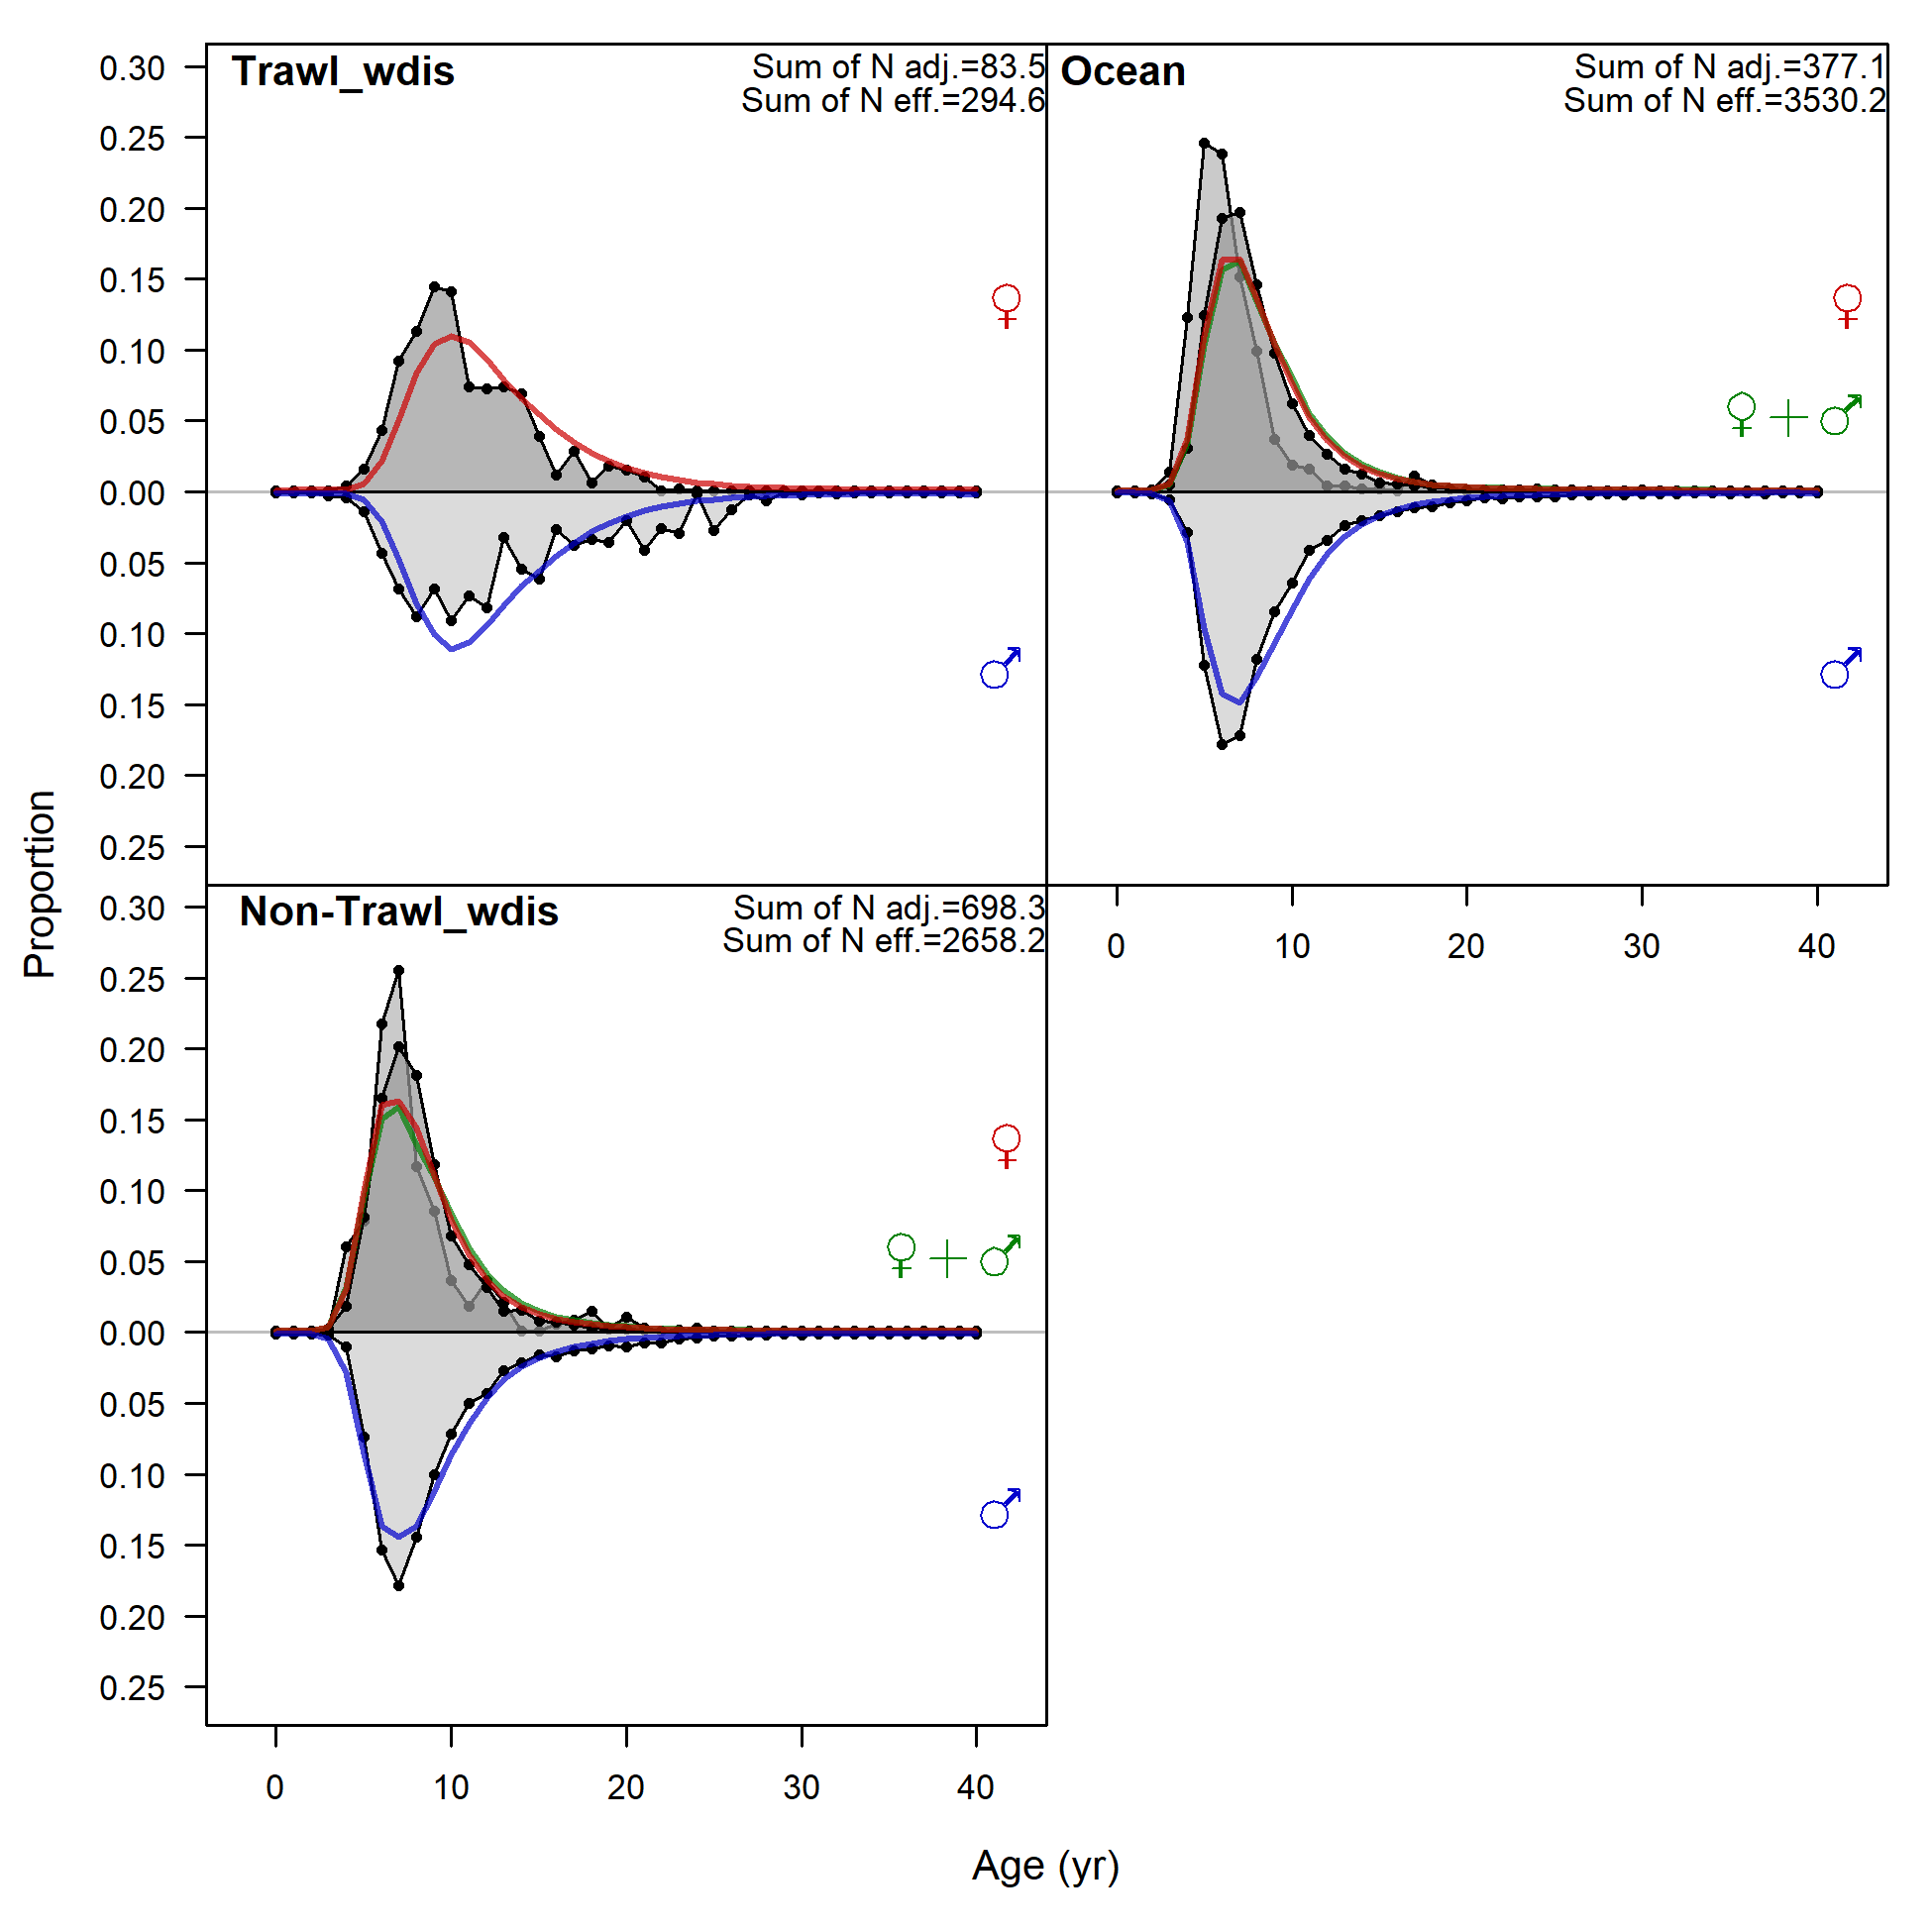 Trawl_wdis
Sum of N adj.=83.5
Sum of N eff.=294.6
Ocean
Sum of N adj.=377.1
Sum of N eff.=3530.2
0.30
0.25
0.20
0.15
0.10
0.05
0.00
0.05
0.10
0.15
0.20
0.25
♀
♂
♀
♀+♂
♂
0 10 20 30 40
Non-Trawl_wdis
Sum of N adj.=698.3
Sum of N eff.=2658.2
0.30
0.25
0.20
0.15
0.10
0.05
0.00
0.05
0.10
0.15
0.20
0.25
♀
♀+♂
♂
0 10 20 30 40
Proportion
Age (yr)